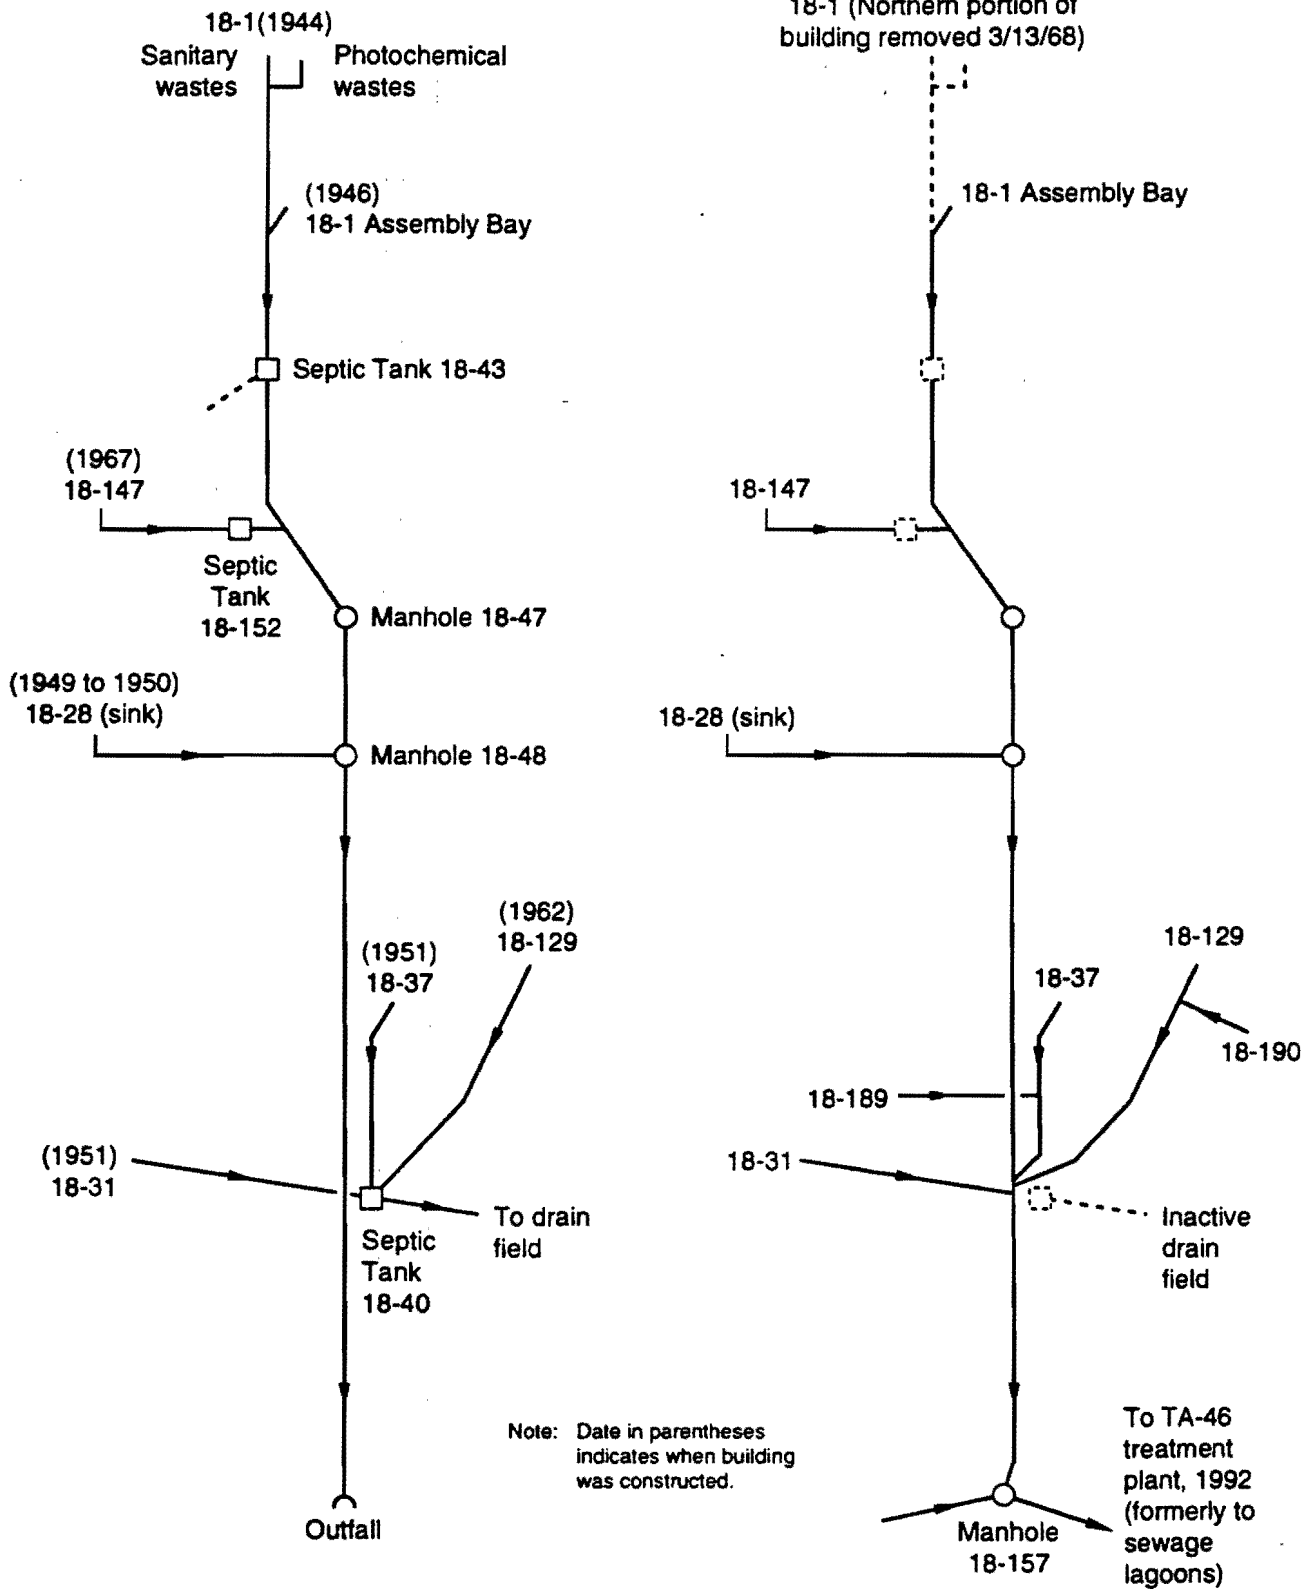 18-1(1944)
Sanitary
wastes
Photochemical
wastes
(1946)
18-1 Assembly Bay
Septic Tank 18-43
(1967)
18-147
Septic
Tank
18-152
Manhole 18-47
(1949 to 1950)
18-28 (sink)
Manhole 18-48
(1962)
18-129
(1951)
18-37
(1951)
18-31
To drain
field
Septic
Tank
18-40
Outfall
Note: Date in parentheses
indicates when building
was constructed.
18-1 (Northern portion of
building removed 3/13/68)
18-1 Assembly Bay
18-147
18-28 (sink)
18-129
18-37
18-190
18-189
18-31
Inactive
drain
field
To TA-46
treatment
plant, 1992
(formerly to
sewage
lagoons)
Manhole
18-157